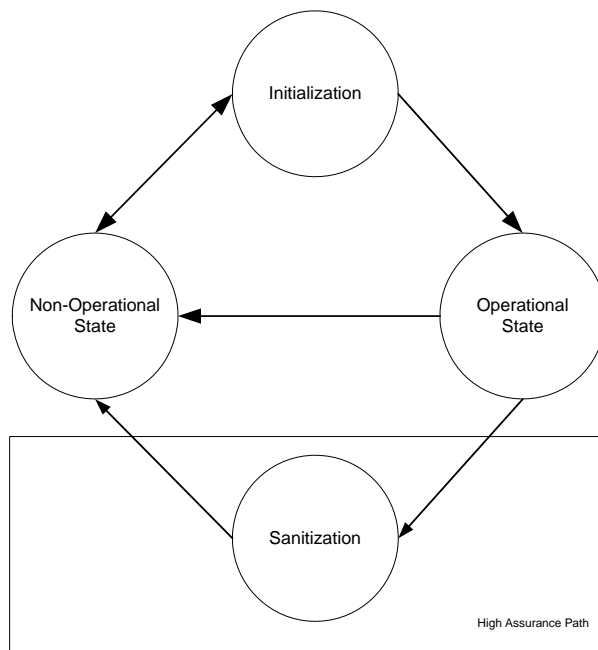 Initialization
Non-Operational
State
Operational
State
Sanitization
High Assurance Path